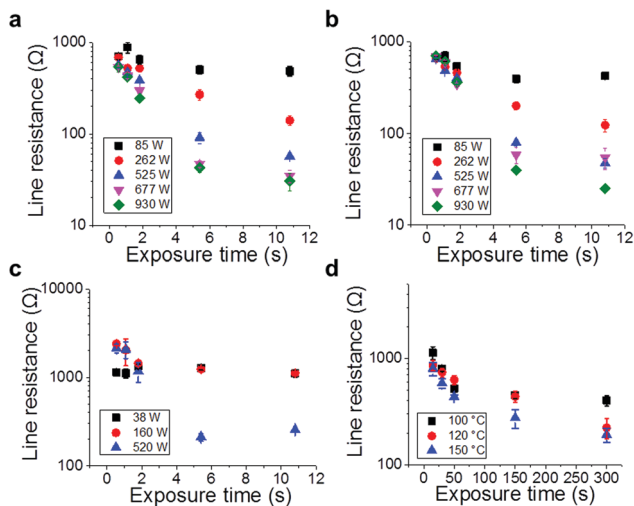 a
1000
100
10
Line resistance (Ω)
85 W
262 W
525 W
677 W
930 W
0 2 4 6 8 10 12
Exposure time (s)
b
1000
100
10
Line resistance (Ω)
85 W
262 W
525 W
677 W
930 W
0 2 4 6 8 10 12
Exposure time (s)
c
10000
1000
100
Line resistance (Ω)
38 W
160 W
520 W
0 2 4 6 8 10 12
Exposure time (s)
d
1000
100
Line resistance (Ω)
100 °C
120 °C
150 °C
0 50 100 150 200 250 300
Exposure time (s)